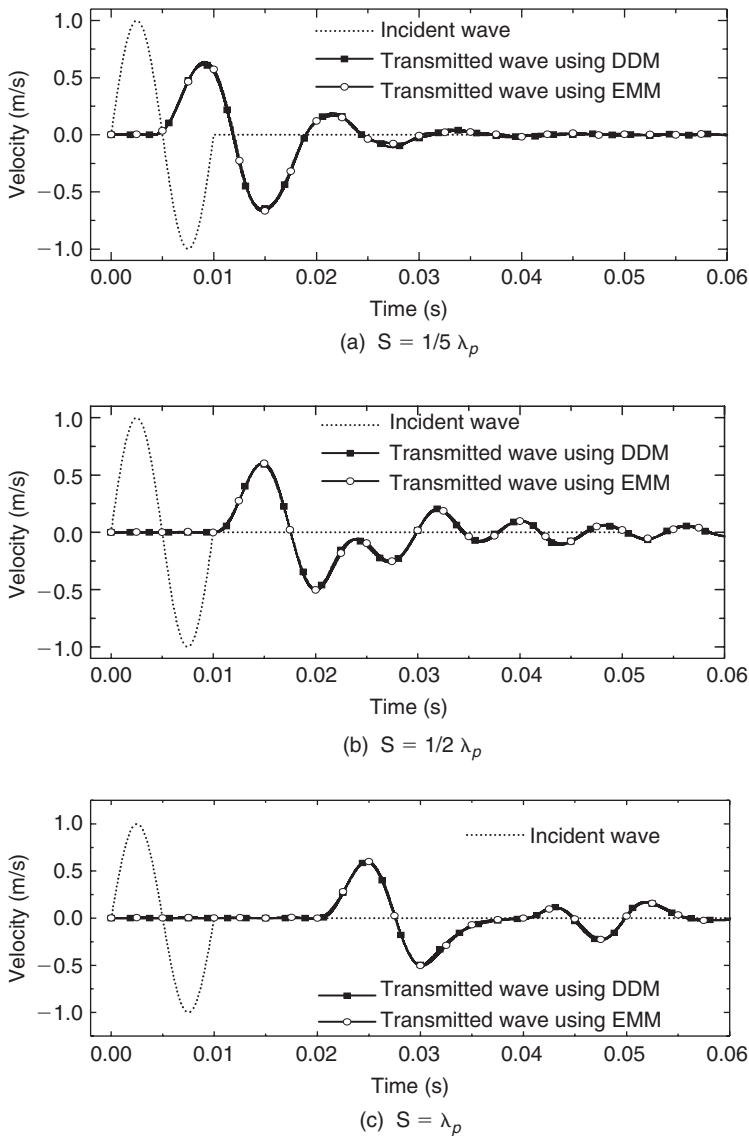 Incident wave
Transmitted wave using DDM
Transmitted wave using EMM
1.0
0.5
0.0
−0.5
−1.0
Velocity (m/s)
0.00 0.01 0.02 0.03 0.04 0.05 0.06
Time (s)
(a) S = 1/5 λp
Incident wave
Transmitted wave using DDM
Transmitted wave using EMM
1.0
0.5
0.0
−0.5
−1.0
Velocity (m/s)
0.00 0.01 0.02 0.03 0.04 0.05 0.06
Time (s)
(b) S = 1/2 λp
Incident wave
1.0
0.5
0.0
−0.5
−1.0
Velocity (m/s)
Transmitted wave using DDM
Transmitted wave using EMM
0.00 0.01 0.02 0.03 0.04 0.05 0.06
Time (s)
(c) S = λp